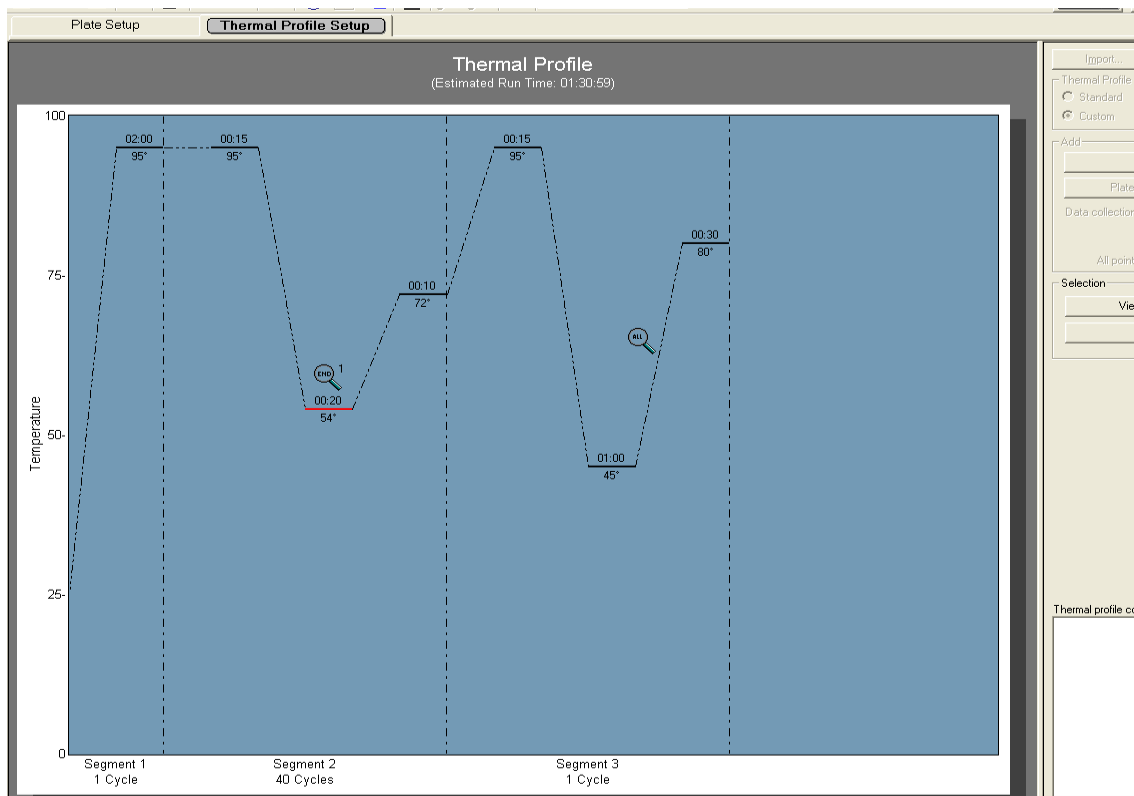 Plate Setup
Thermal Profile Setup
Thermal Profile
(Estimated Run Time: 01:30:59)
100
75-
50-
25-
0
Temperature
02:00
95°
00:15
95°
END 1
00:20
54°
00:10
72°
00:15
95°
ALL
01:00
45°
00:30
80°
Segment 1
1 Cycle
Segment 2
40 Cycles
Segment 3
1 Cycle
Import...
Thermal Profile
Standard
Custom
Add
Plate
Data collection
All point
Selection
Vie
Thermal profile co